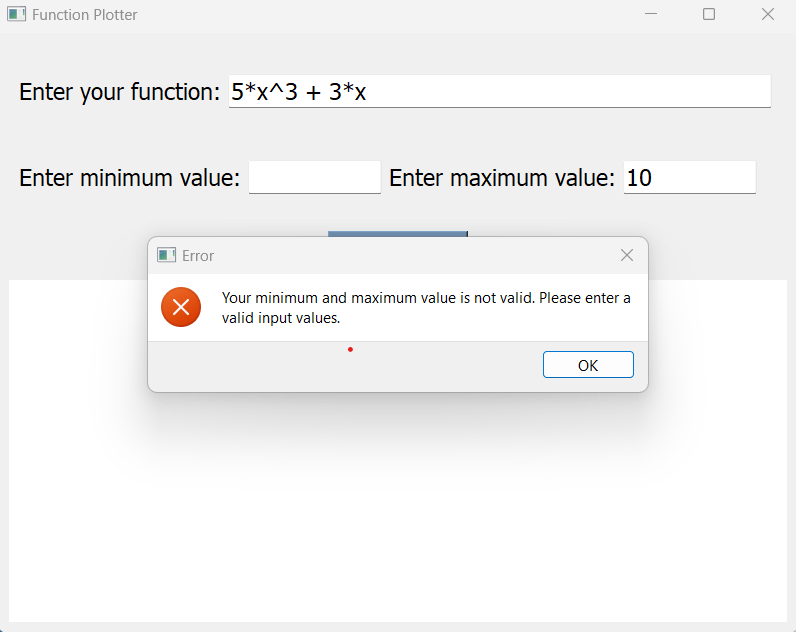 Function Plotter
Enter your function: 5*x^3 + 3*x
Enter minimum value: Enter maximum value: 10
Error
Your minimum and maximum value is not valid. Please enter a
valid input values.
OK